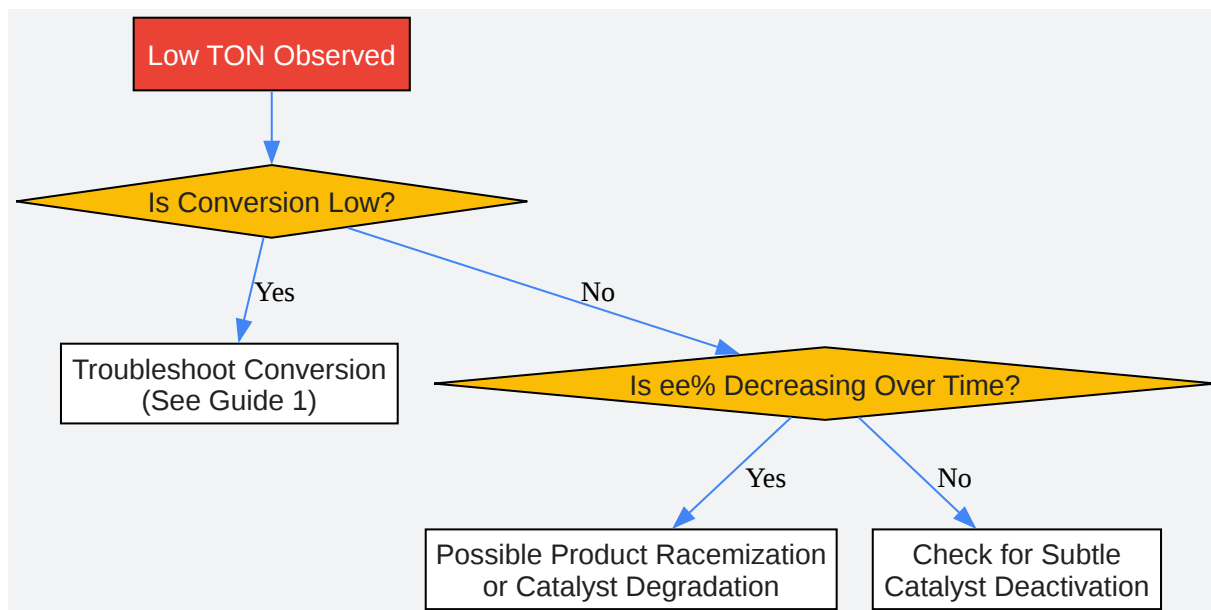 Low TON Observed
Is Conversion Low?
Yes
No
Troubleshoot Conversion
(See Guide 1)
Is ee% Decreasing Over Time?
Yes
No
Possible Product Racemization
or Catalyst Degradation
Check for Subtle
Catalyst Deactivation